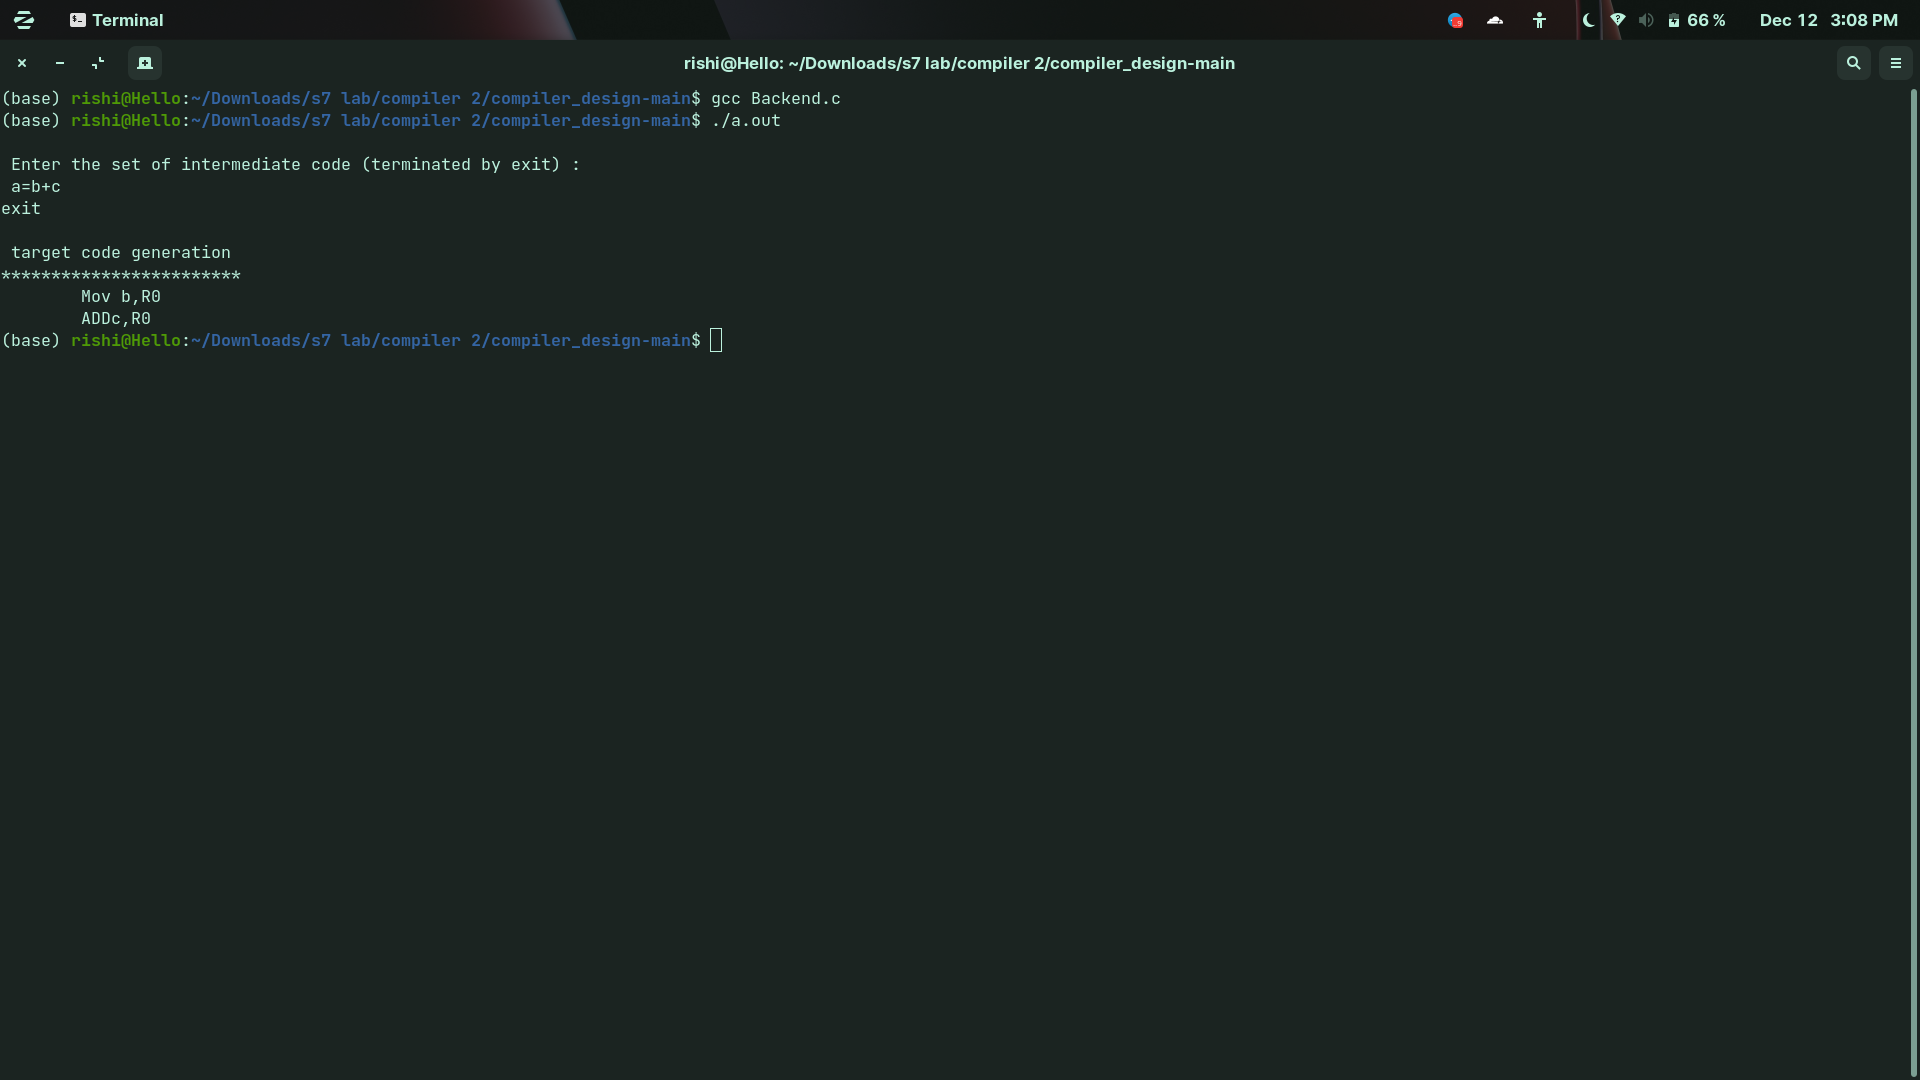 Terminal
66 %
Dec 12 3:08 PM
rishi@Hello: ~/Downloads/s7 lab/compiler 2/compiler_design-main
(base) rishi@Hello:~/Downloads/s7 lab/compiler 2/compiler_design-main$ gcc Backend.c
(base) rishi@Hello:~/Downloads/s7 lab/compiler 2/compiler_design-main$ ./a.out
Enter the set of intermediate code (terminated by exit) :
a=b+c
exit
target code generation
************************
Mov b,R0
ADDc,R0
(base) rishi@Hello:~/Downloads/s7 lab/compiler 2/compiler_design-main$